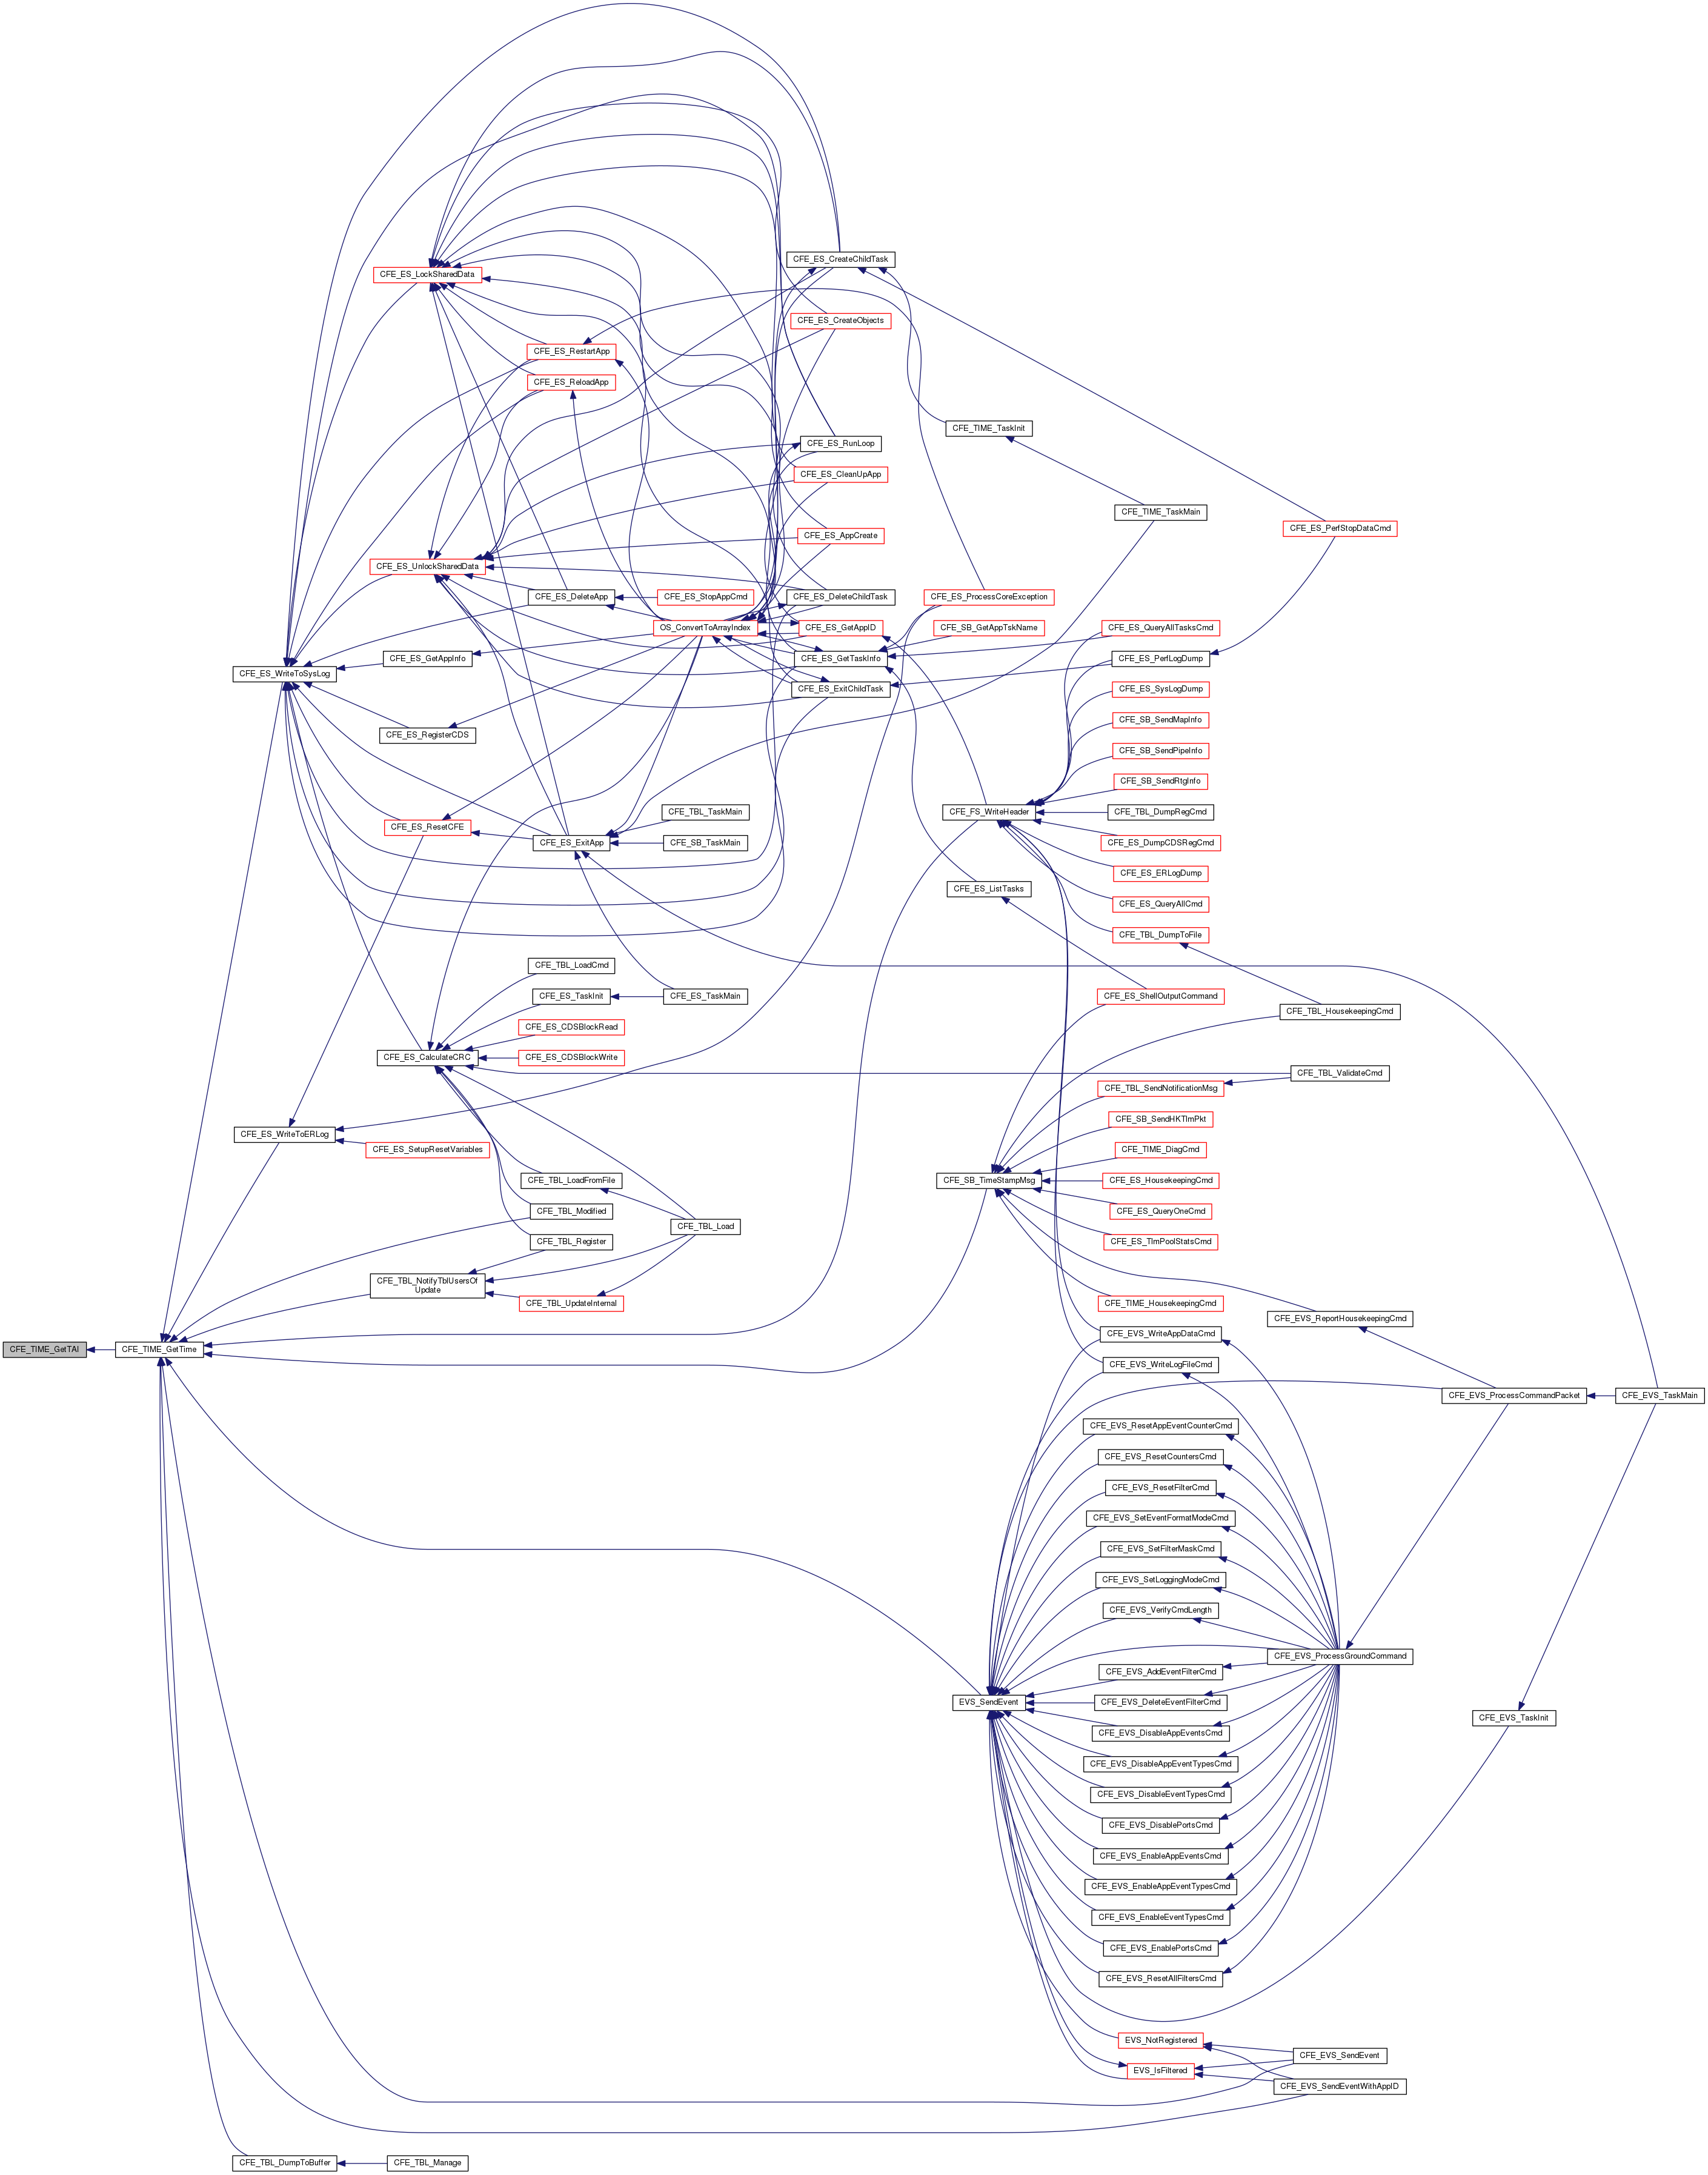 CFE_ES_CreateChildTask
CFE_ES_LockSharedData
CFE_ES_CreateObjects
CFE_ES_RestartApp
CFE_ES_ReloadApp
CFE_TIME_TaskInit
CFE_ES_RunLoop
CFE_ES_CleanUpApp
CFE_TIME_TaskMain
CFE_ES_PerfStopDataCmd
CFE_ES_AppCreate
CFE_ES_UnlockSharedData
CFE_ES_DeleteApp
CFE_ES_StopAppCmd
CFE_ES_DeleteChildTask
CFE_ES_ProcessCoreException
OS_ConvertToArrayIndex
CFE_ES_GetAppID
CFE_SB_GetAppTskName
CFE_ES_QueryAllTasksCmd
CFE_ES_GetAppInfo
CFE_ES_GetTaskInfo
CFE_ES_PerfLogDump
CFE_ES_WriteToSysLog
CFE_ES_ExitChildTask
CFE_ES_SysLogDump
CFE_SB_SendMapInfo
CFE_ES_RegisterCDS
CFE_SB_SendPipeInfo
CFE_SB_SendRtgInfo
CFE_TBL_TaskMain
CFE_FS_WriteHeader
CFE_TBL_DumpRegCmd
CFE_ES_ResetCFE
CFE_ES_ExitApp
CFE_SB_TaskMain
CFE_ES_DumpCDSRegCmd
CFE_ES_ERLogDump
CFE_ES_ListTasks
CFE_ES_QueryAllCmd
CFE_TBL_DumpToFile
CFE_TBL_LoadCmd
CFE_ES_TaskInit
CFE_ES_TaskMain
CFE_ES_ShellOutputCommand
CFE_TBL_HousekeepingCmd
CFE_ES_CDSBlockRead
CFE_ES_CalculateCRC
CFE_ES_CDSBlockWrite
CFE_TBL_ValidateCmd
CFE_TBL_SendNotificationMsg
CFE_SB_SendHKTlmPkt
CFE_ES_WriteToERLog
CFE_ES_SetupResetVariables
CFE_TIME_DiagCmd
CFE_TBL_LoadFromFile
CFE_SB_TimeStampMsg
CFE_ES_HousekeepingCmd
CFE_TBL_Modified
CFE_ES_QueryOneCmd
CFE_TBL_Load
CFE_TBL_Register
CFE_ES_TlmPoolStatsCmd
CFE_TBL_NotifyTblUsersOf
Update
CFE_TBL_UpdateInternal
CFE_TIME_HousekeepingCmd
CFE_EVS_ReportHousekeepingCmd
CFE_EVS_WriteAppDataCmd
CFE_TIME_GetTAI
CFE_TIME_GetTime
CFE_EVS_WriteLogFileCmd
CFE_EVS_ProcessCommandPacket
CFE_EVS_TaskMain
CFE_EVS_ResetAppEventCounterCmd
CFE_EVS_ResetCountersCmd
CFE_EVS_ResetFilterCmd
CFE_EVS_SetEventFormatModeCmd
CFE_EVS_SetFilterMaskCmd
CFE_EVS_SetLoggingModeCmd
CFE_EVS_VerifyCmdLength
CFE_EVS_ProcessGroundCommand
CFE_EVS_AddEventFilterCmd
EVS_SendEvent
CFE_EVS_DeleteEventFilterCmd
CFE_EVS_TaskInit
CFE_EVS_DisableAppEventsCmd
CFE_EVS_DisableAppEventTypesCmd
CFE_EVS_DisableEventTypesCmd
CFE_EVS_DisablePortsCmd
CFE_EVS_EnableAppEventsCmd
CFE_EVS_EnableAppEventTypesCmd
CFE_EVS_EnableEventTypesCmd
CFE_EVS_EnablePortsCmd
CFE_EVS_ResetAllFiltersCmd
EVS_NotRegistered
CFE_EVS_SendEvent
EVS_IsFiltered
CFE_EVS_SendEventWithAppID
CFE_TBL_DumpToBuffer
CFE_TBL_Manage